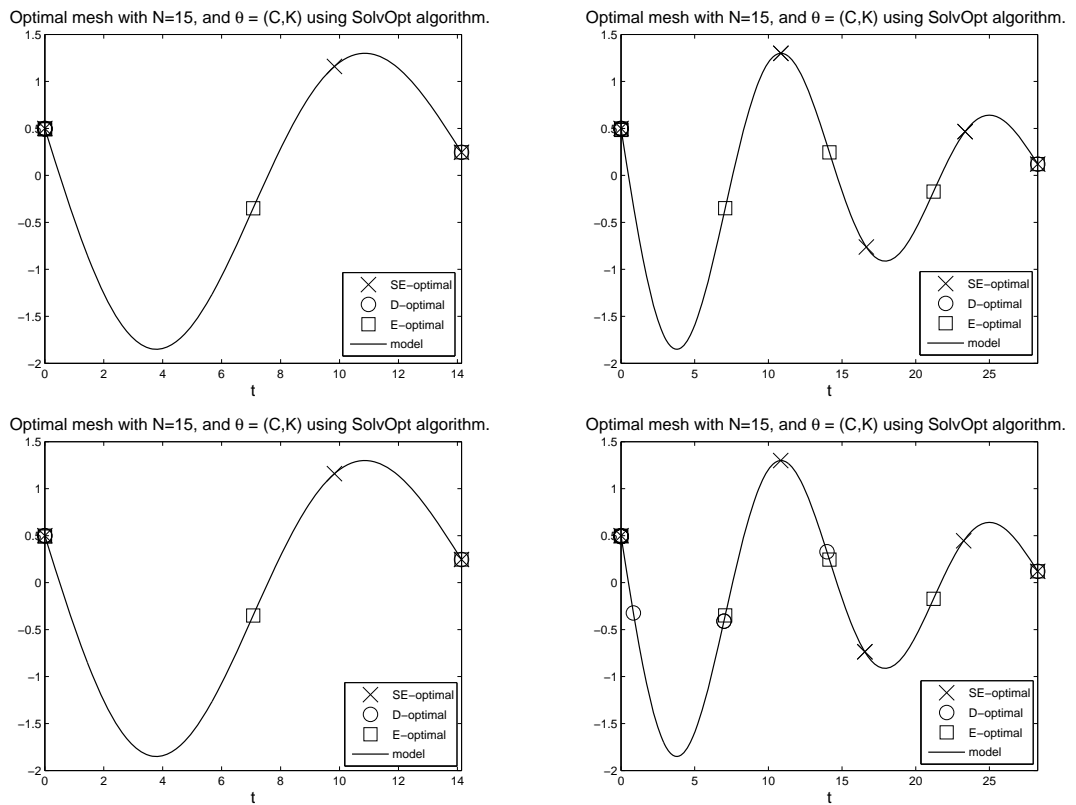 Optimal mesh with N=15, and θ = (C,K) using SolvOpt algorithm.
1.5
1
0.5
0
−0.5
−1
−1.5
−2
0 2 4 6 8 10 12 14
t
SE−optimal
D−optimal
E−optimal
model
Optimal mesh with N=15, and θ = (C,K) using SolvOpt algorithm.
1.5
1
0.5
0
−0.5
−1
−1.5
−2
0 5 10 15 20 25
t
SE−optimal
D−optimal
E−optimal
model
Optimal mesh with N=15, and θ = (C,K) using SolvOpt algorithm.
1.5
1
0.5
0
−0.5
−1
−1.5
−2
0 2 4 6 8 10 12 14
t
SE−optimal
D−optimal
E−optimal
model
Optimal mesh with N=15, and θ = (C,K) using SolvOpt algorithm.
1.5
1
0.5
0
−0.5
−1
−1.5
−2
0 5 10 15 20 25
t
SE−optimal
D−optimal
E−optimal
model